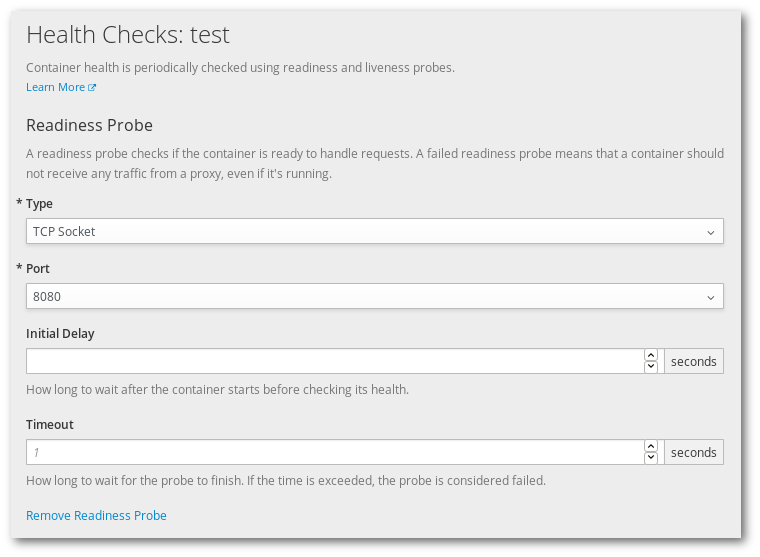 Health Checks: test
Container health is periodically checked using readiness and liveness probes.
Learn More
Readiness Probe
A readiness probe checks if the container is ready to handle requests. A failed readiness probe means that a container should
not receive any traffic from a proxy, even if it's running.
* Type
TCP Socket
* Port
8080
Initial Delay
seconds
How long to wait after the container starts before checking its health.
Timeout
1 seconds
How long to wait for the probe to finish. If the time is exceeded, the probe is considered failed.
Remove Readiness Probe